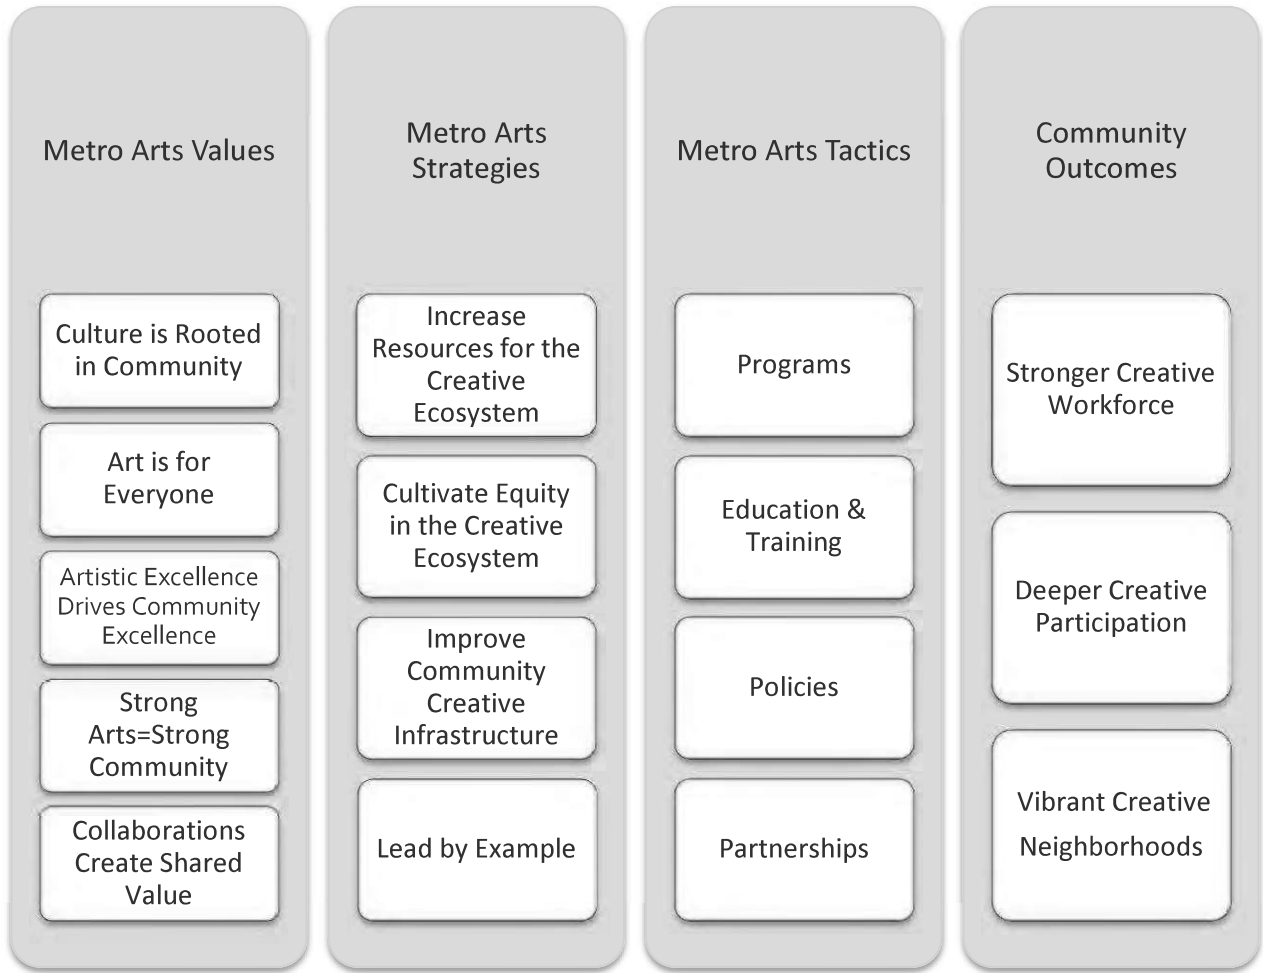 Metro Arts Values
Culture is Rooted
in Community
Art is for
Everyone
Artistic Excellence
Drives Community
Excellence
Strong
Arts=Strong
Community
Collaborations
Create Shared
Value
Metro Arts
Strategies
Increase
Resources for the
Creative
Ecosystem
Cultivate Equity
in the Creative
Ecosystem
Improve
Community
Creative
Infrastructure
Lead by Example
Metro Arts Tactics
Programs
Education &
Training
Policies
Partnerships
Community
Outcomes
Stronger Creative
Workforce
Deeper Creative
Participation
Vibrant Creative
Neighborhoods